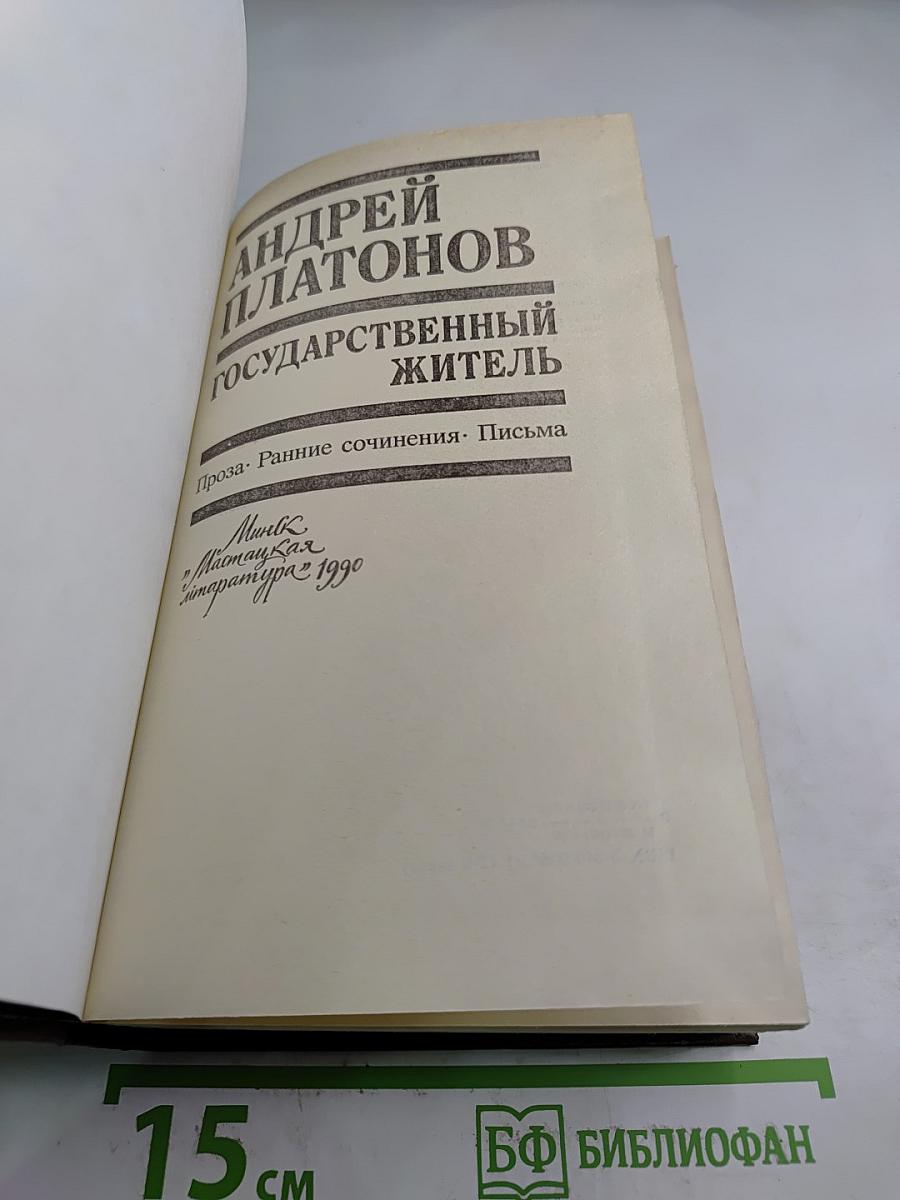 АНДРЕЙ
ПЛАТОНОВ
ГОСУДАРСТВЕННЫЙ
ЖИТЕЛЬ
Проза· Ранние сочинения· Письма
Минск
„Мастацкая
літаратура" 1990
15 см
БФ БИБЛИОФАН